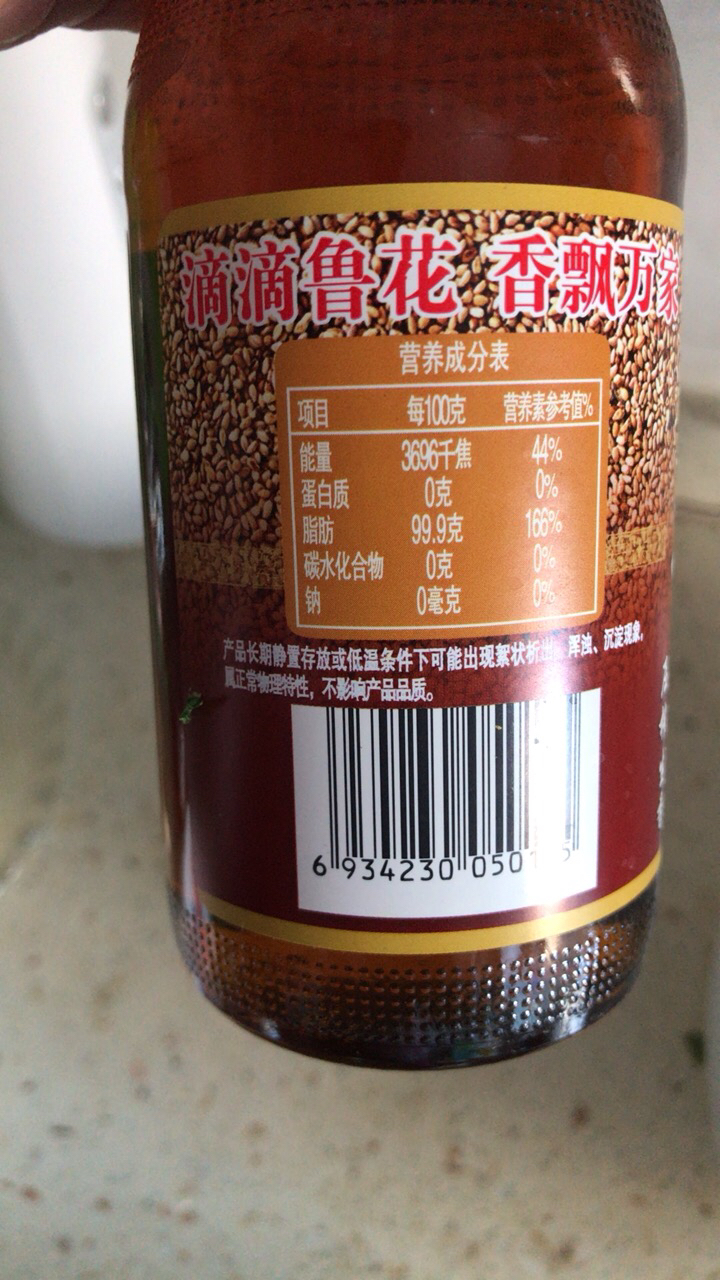 滴滴鲁花 香飘万家
营养成分表
项目 每100克 营养素参考值%
能量 3696千焦 44%
蛋白质 0克 0%
脂肪 99.9克 166%
碳水化合物 0克 0%
钠 0毫克 0%
产品长期静置存放或低温条件下可能出现絮状析出、浑浊、沉淀现象,
属正常物理特性,不影响产品品质。
6 934230 050